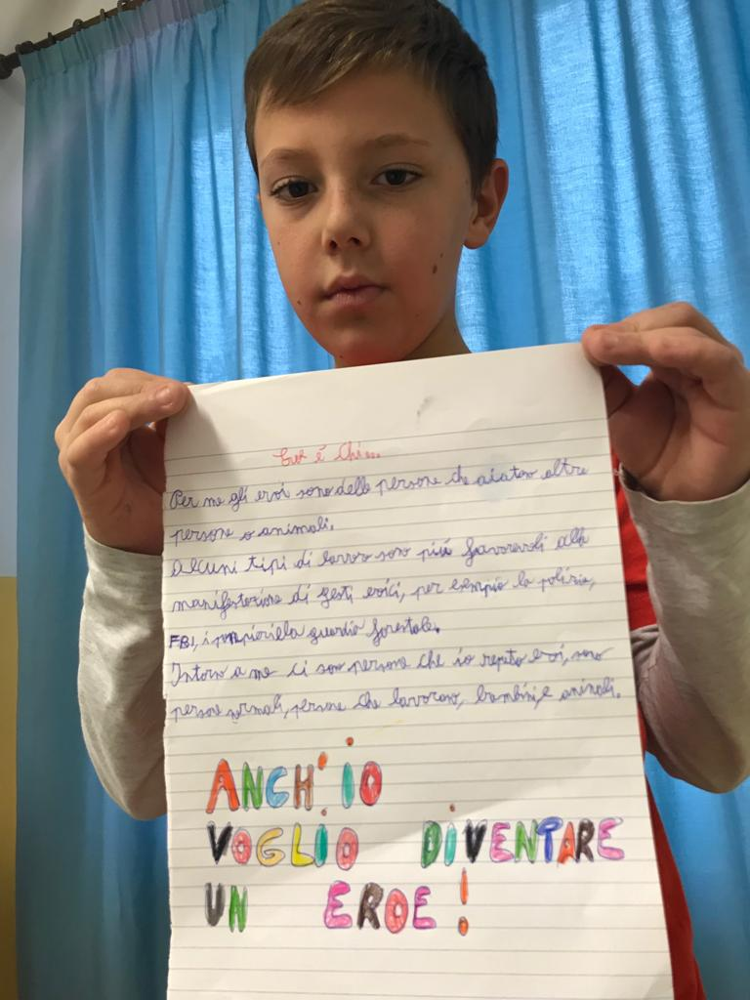 é Chi...
Per me gli eroi sono delle persone che aiutano altre
persone o animali.
Alcuni tipi di lavoro sono più favorevoli alla
manifestazione di gesti eroici, per esempio la polizia,
FBI, i pompieri e la guardia forestale.
Intorno a me ci sono persone che io reputo eroi, sono
persone normali, persone che lavorano, bambini, e animali.
ANCH'IO
VOGLIO DIVENTARE
UN EROE!